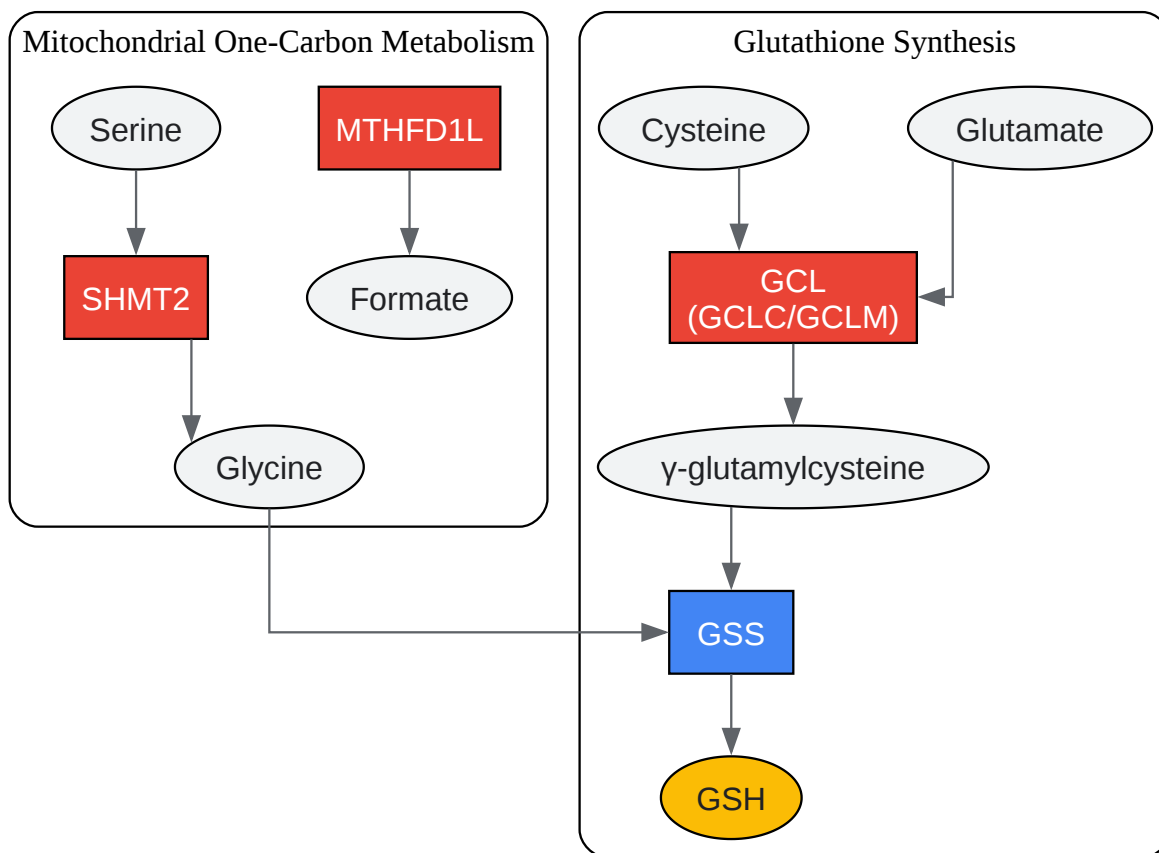 Mitochondrial One-Carbon Metabolism
Serine
MTHFD1L
SHMT2
Formate
Glycine
Glutathione Synthesis
Cysteine
Glutamate
GCL
(GCLC/GCLM)
γ-glutamylcysteine
GSS
GSH